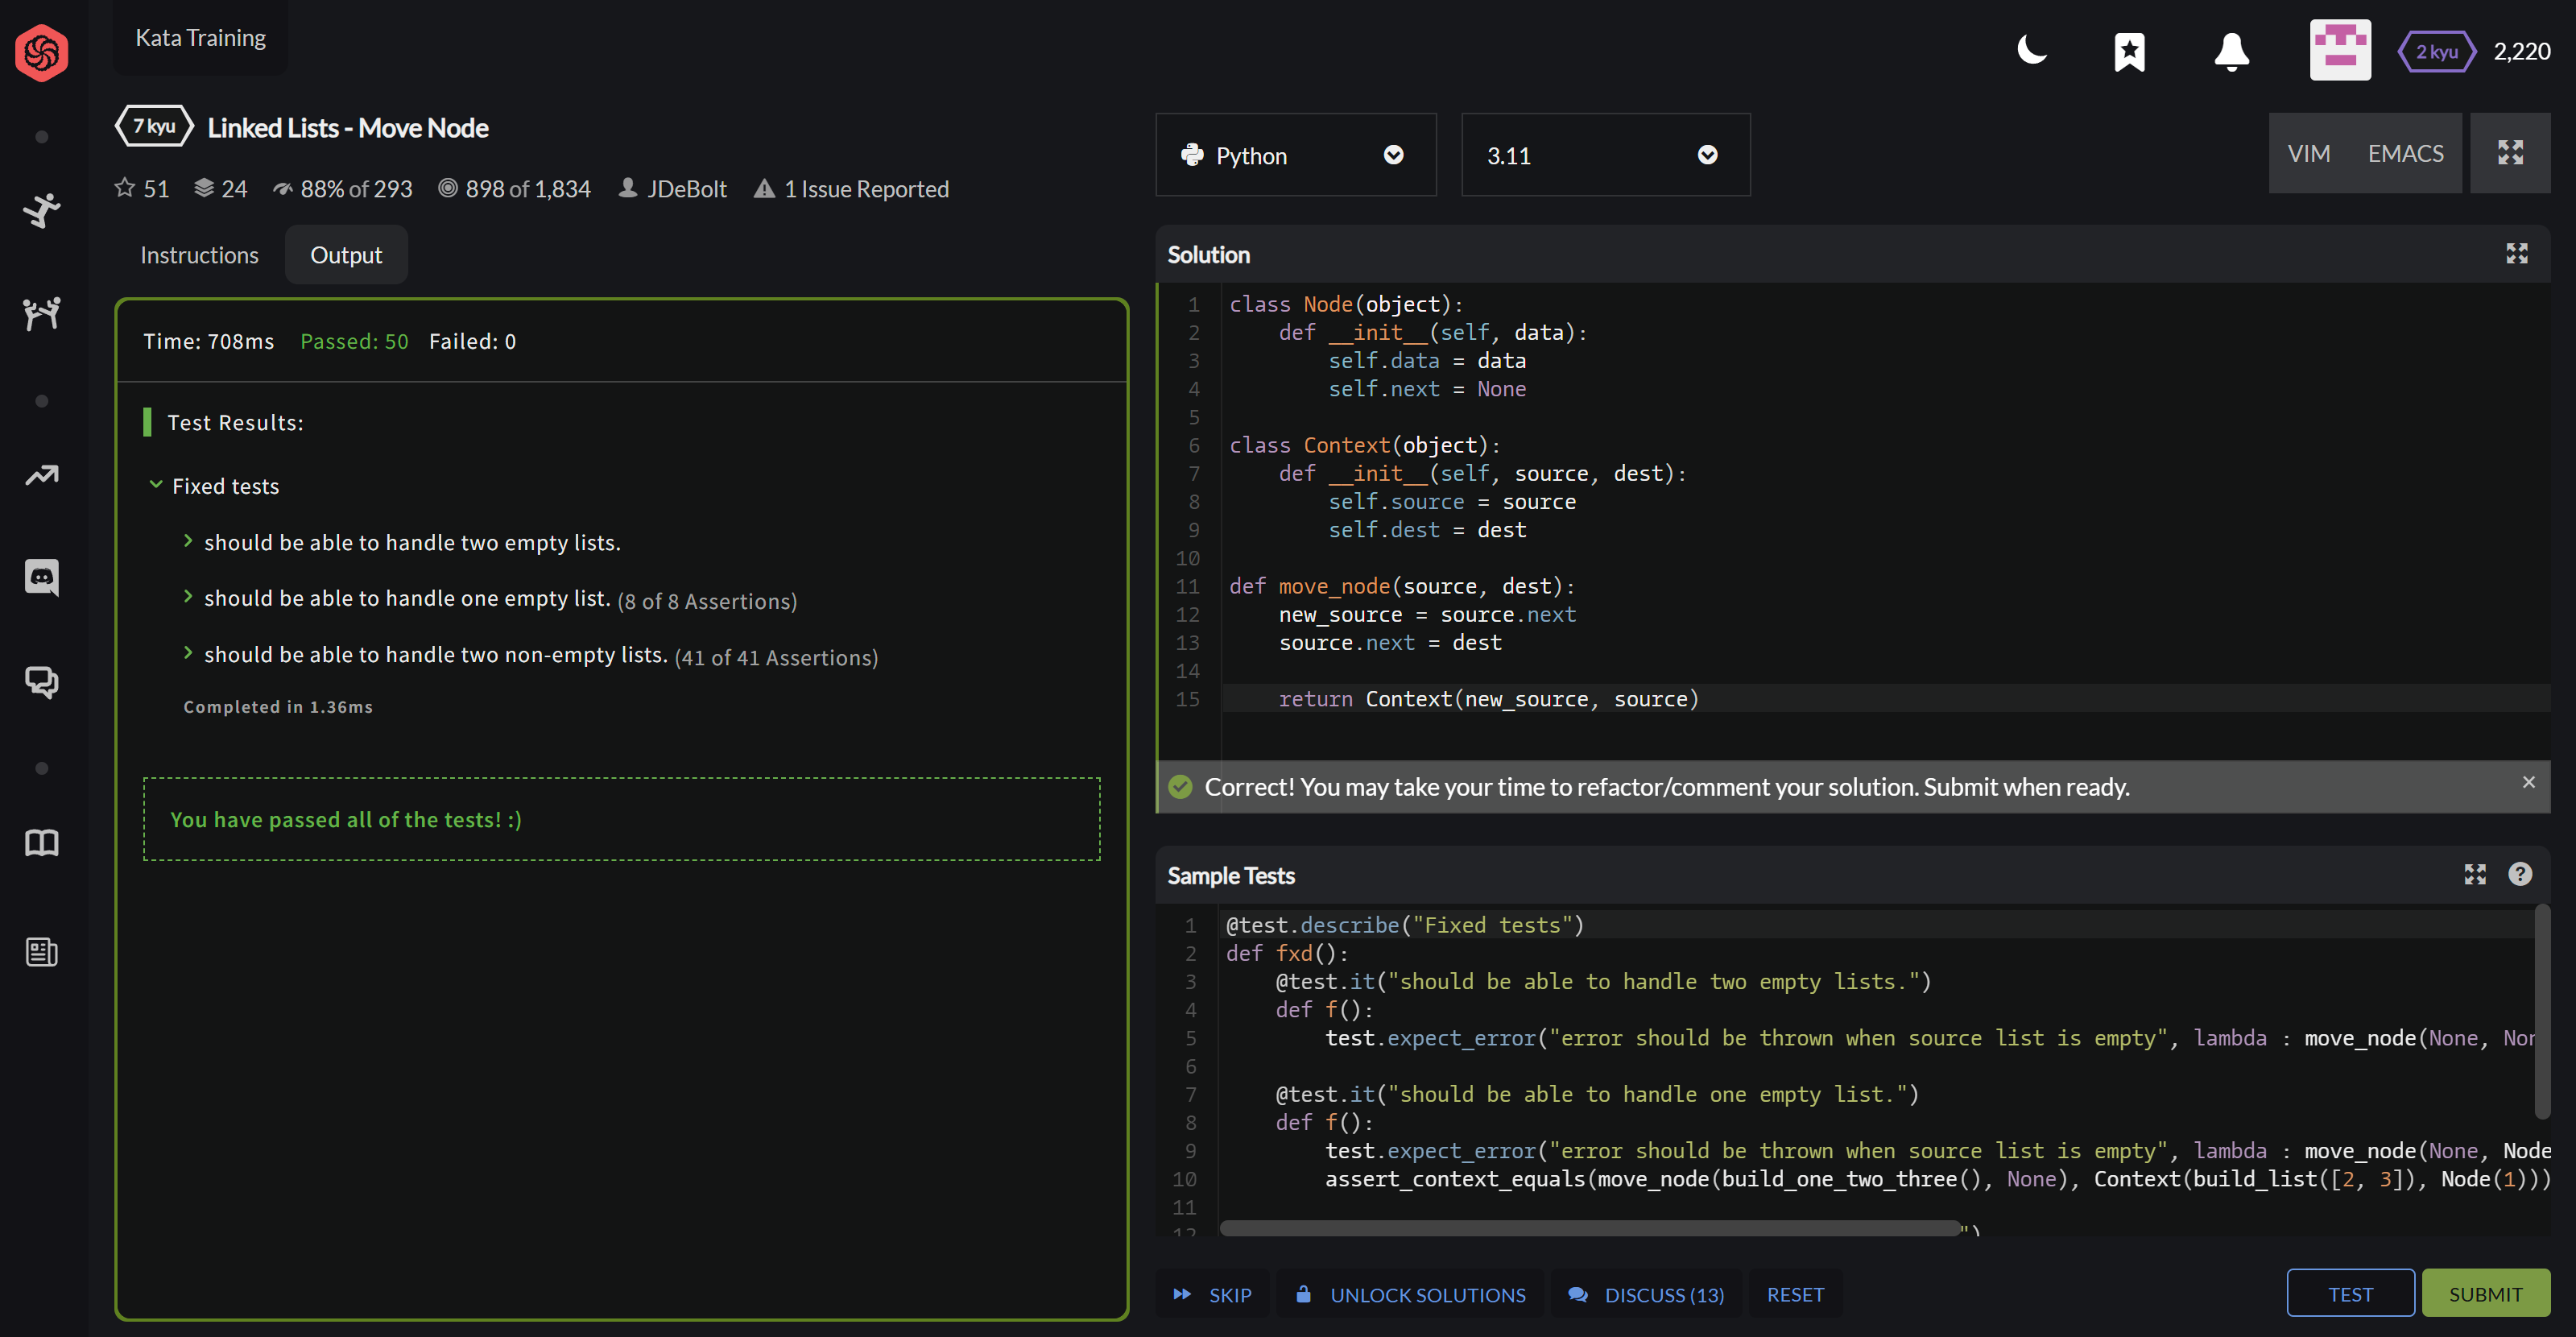 Kata Training
2 kyu 2,220
7 kyu Linked Lists - Move Node
51 24 88% of 293 898 of 1,834 JDeBolt 1 Issue Reported
Python
3.11
VIM EMACS
Instructions Output
Time: 708ms Passed: 50 Failed: 0
Test Results:
Fixed tests
should be able to handle two empty lists.
should be able to handle one empty list. (8 of 8 Assertions)
should be able to handle two non-empty lists. (41 of 41 Assertions)
Completed in 1.36ms
You have passed all of the tests! :)
Solution
1 class Node(object):
2     def __init__(self, data):
3         self.data = data
4         self.next = None
5
6 class Context(object):
7     def __init__(self, source, dest):
8         self.source = source
9         self.dest = dest
10
11 def move_node(source, dest):
12     new_source = source.next
13     source.next = dest
14
15     return Context(new_source, source)
Correct! You may take your time to refactor/comment your solution. Submit when ready.
Sample Tests
1 @test.describe("Fixed tests")
2 def fxd():
3     @test.it("should be able to handle two empty lists.")
4     def f():
5         test.expect_error("error should be thrown when source list is empty", lambda : move_node(None, Non
6
7     @test.it("should be able to handle one empty list.")
8     def f():
9         test.expect_error("error should be thrown when source list is empty", lambda : move_node(None, Node
10         assert_context_equals(move_node(build_one_two_three(), None), Context(build_list([2, 3]), Node(1)))
11
12 ")
SKIP UNLOCK SOLUTIONS DISCUSS (13) RESET
TEST SUBMIT